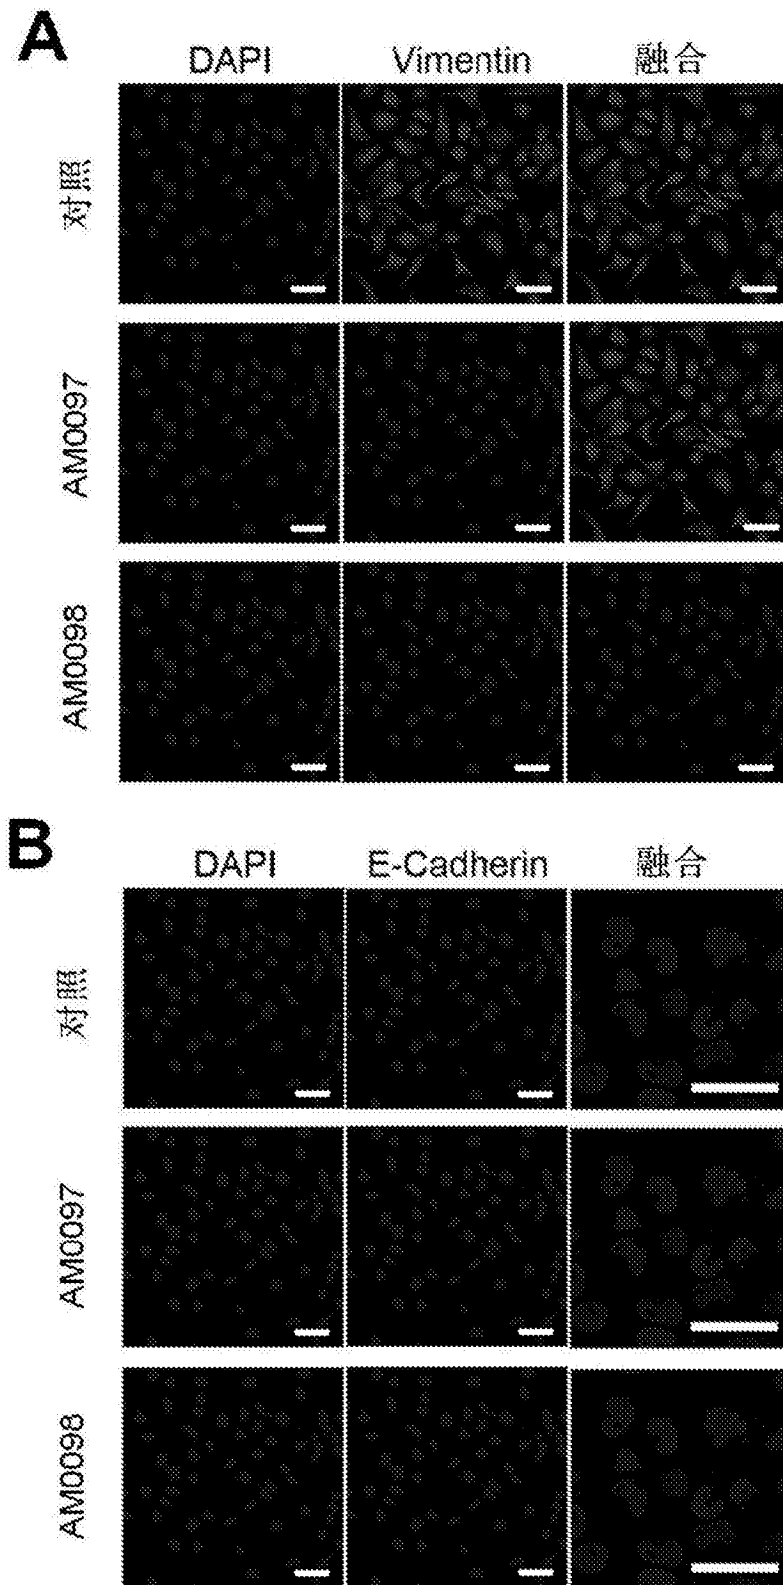 A
DAPI Vimentin 融合
对照
AM0097
AM0098
B
DAPI E-Cadherin 融合
对照
AM0097
AM0098